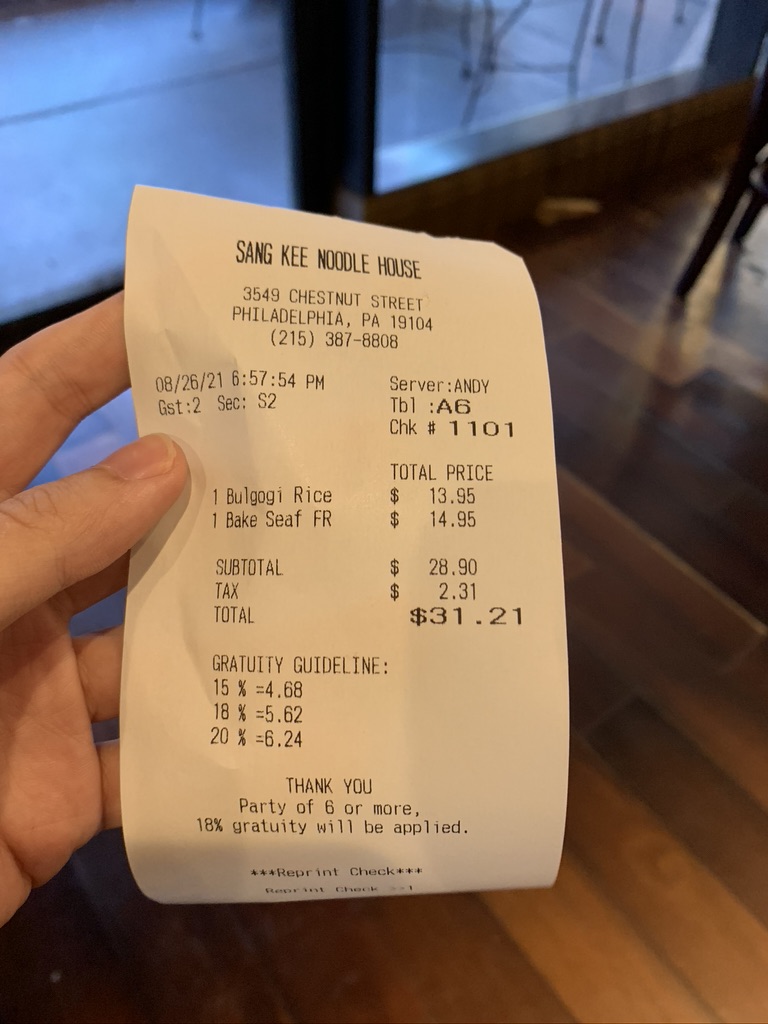 SANG KEE NOODLE HOUSE
3549 CHESTNUT STREET
PHILADELPHIA, PA 19104
(215) 387-8808
08/26/21 6:57:54 PM Server:ANDY
Gst:2 Sec: S2 Tbl :A6
Chk # 1101
TOTAL PRICE
1 Bulgogi Rice $ 13.95
1 Bake Seaf FR $ 14.95
SUBTOTAL $ 28.90
TAX $ 2.31
TOTAL $31.21
GRATUITY GUIDELINE:
15 % =4.68
18 % =5.62
20 % =6.24
THANK YOU
Party of 6 or more,
18% gratuity will be applied.
***Reprint Check***
Reprint Check